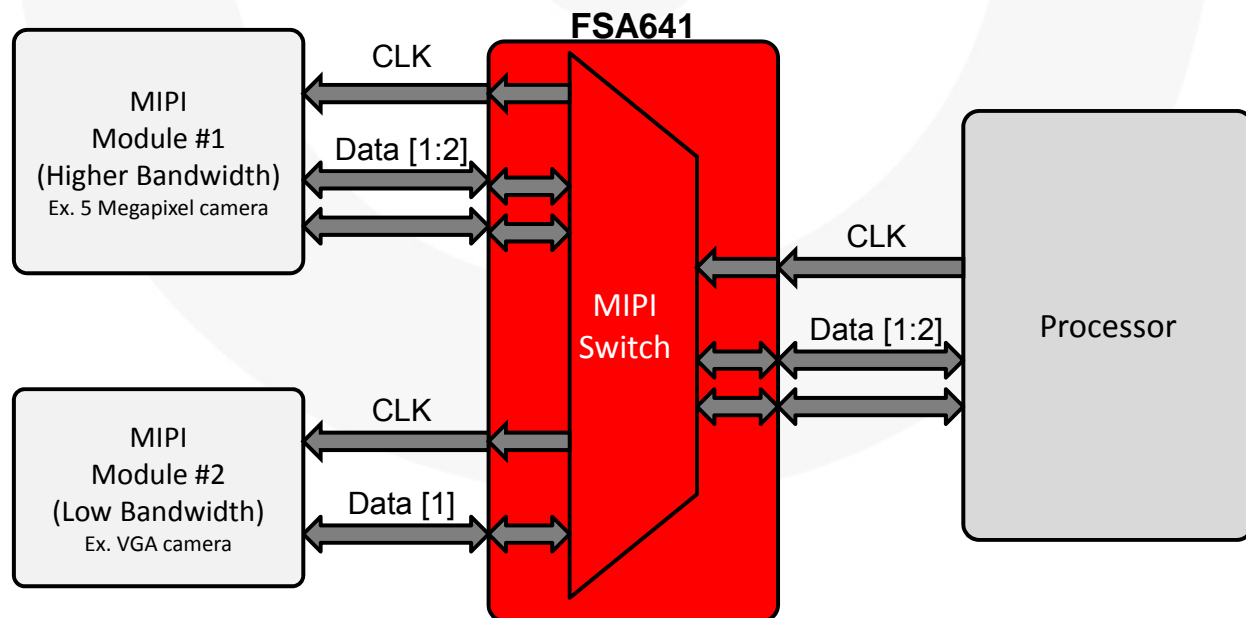 FSA641
MIPI
Module #1
(Higher Bandwidth)
Ex. 5 Megapixel camera
CLK
Data [1:2]
MIPI
Module #2
(Low Bandwidth)
Ex. VGA camera
CLK
Data [1]
MIPI
Switch
CLK
Data [1:2]
Processor